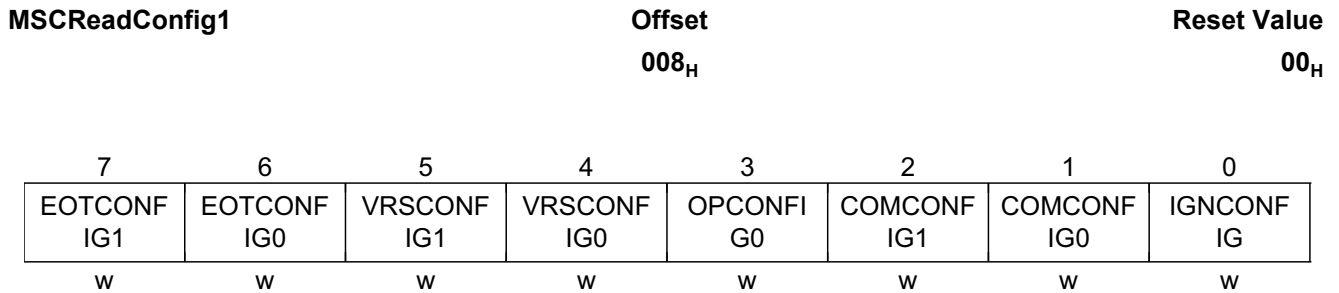 MSCReadConfig1 Offset Reset Value
008H 00H
7 6 5 4 3 2 1 0
EOTCONF EOTCONF VRSCONF VRSCONF OPCONFI COMCONF COMCONF IGNCONF
IG1 IG0 IG1 IG0 G0 IG1 IG0 IG
w w w w w w w w